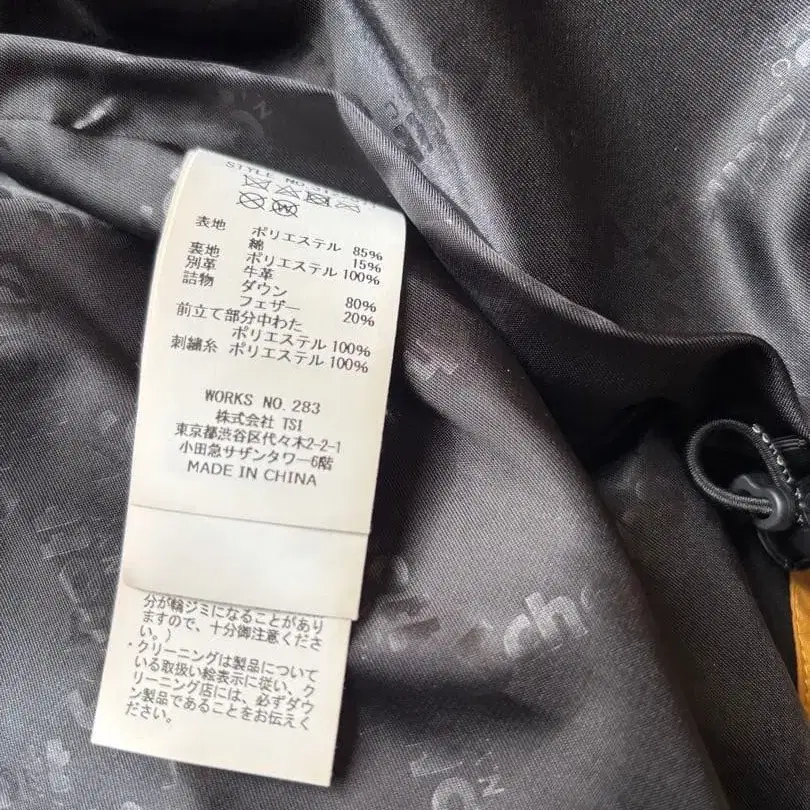 STYLE NO.
表地 ポリエステル 85%
綿 15%
裏地 ポリエステル 100%
別革 牛革
詰物 ダウン 80%
フェザー 20%
前立て部分中わた
ポリエステル 100%
刺繍糸 ポリエステル 100%
WORKS NO. 283
株式会社 TSI
東京都渋谷区代々木2-2-1
小田急サザンタワー6階
MADE IN CHINA
分が輪ジミになることがあり
ますので、十分御注意くださ
い。)
・クリーニングは製品について
いる取扱い絵表示に従い、ク
リーニング店には、必ずダウ
ン製品であることをお伝えく
ださい。
ch